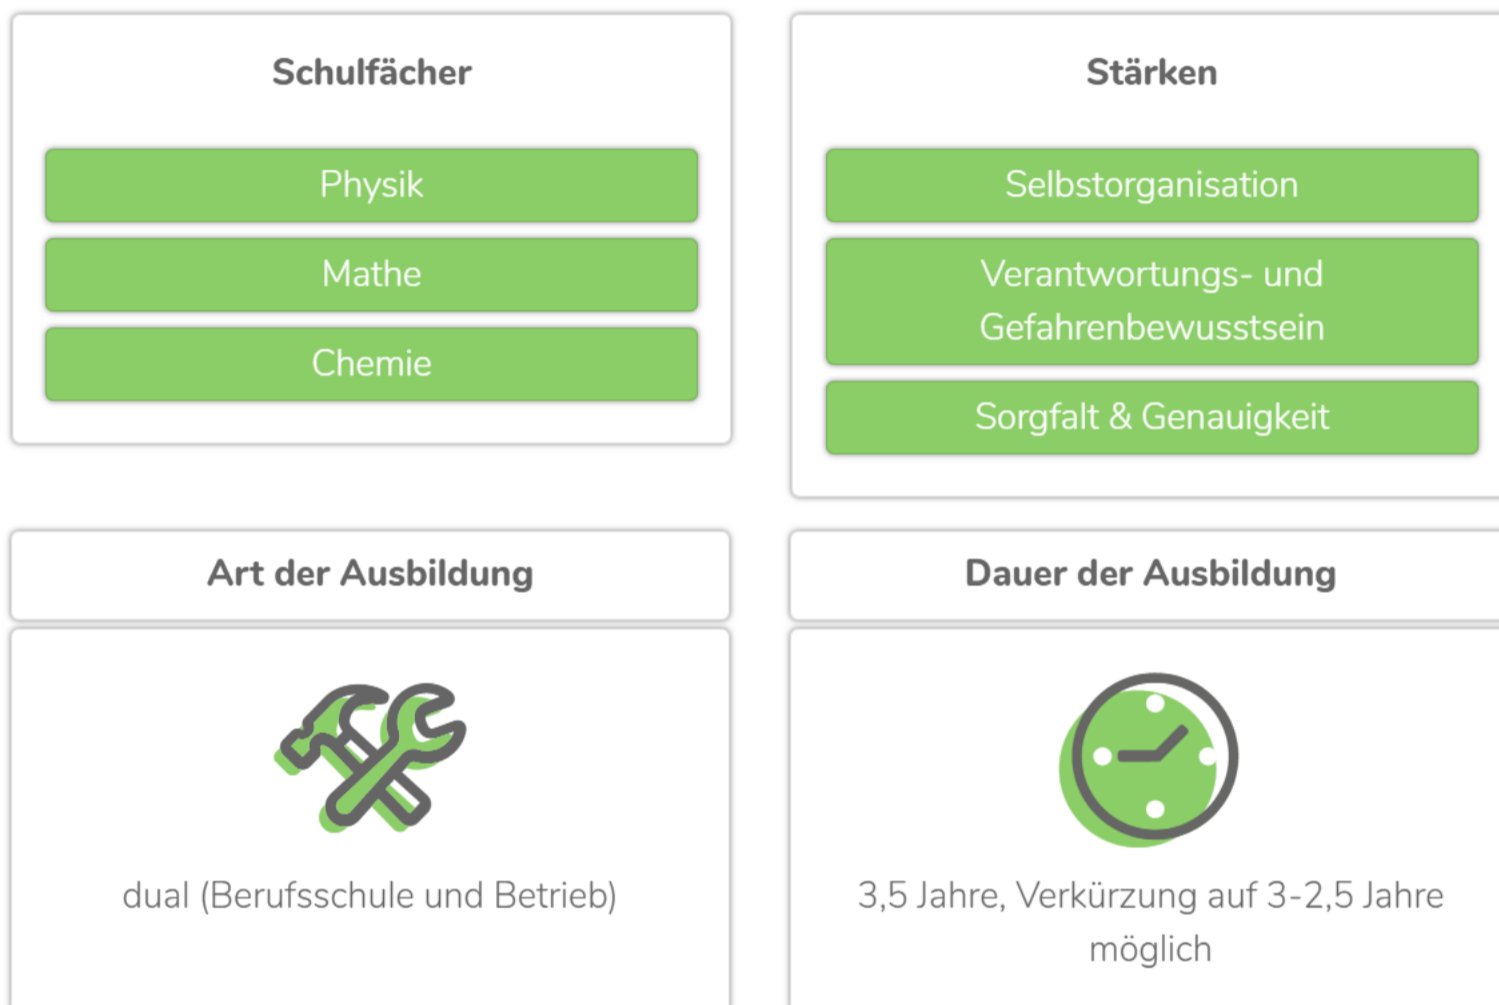 Schulfächer
Physik
Mathe
Chemie
Stärken
Selbstorganisation
Verantwortungs- und
Gefahrenbewusstsein
Sorgfalt & Genauigkeit
Art der Ausbildung
dual (Berufsschule und Betrieb)
Dauer der Ausbildung
3,5 Jahre, Verkürzung auf 3-2,5 Jahre
möglich